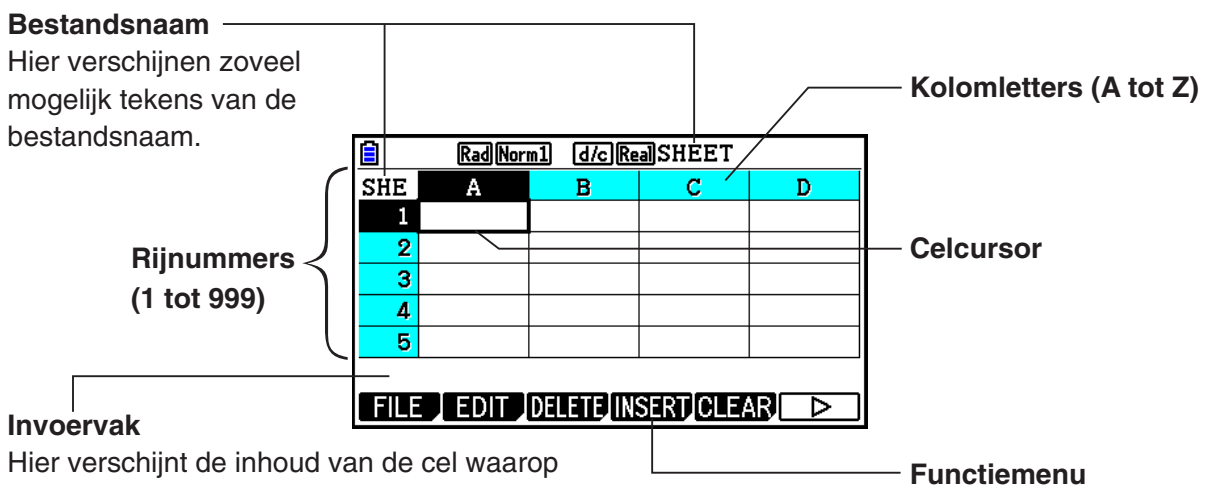 Bestandsnaam
Hier verschijnen zoveel
mogelijk tekens van de
bestandsnaam.
Kolomletters (A tot Z)
Rad Norm1 d/c Real SHEET
SHE A B C D
1
2
3
4
5
Rijnummers
(1 tot 999)
Celcursor
FILE EDIT DELETE INSERT CLEAR
Invoervak
Hier verschijnt de inhoud van de cel waarop
Functiemenu